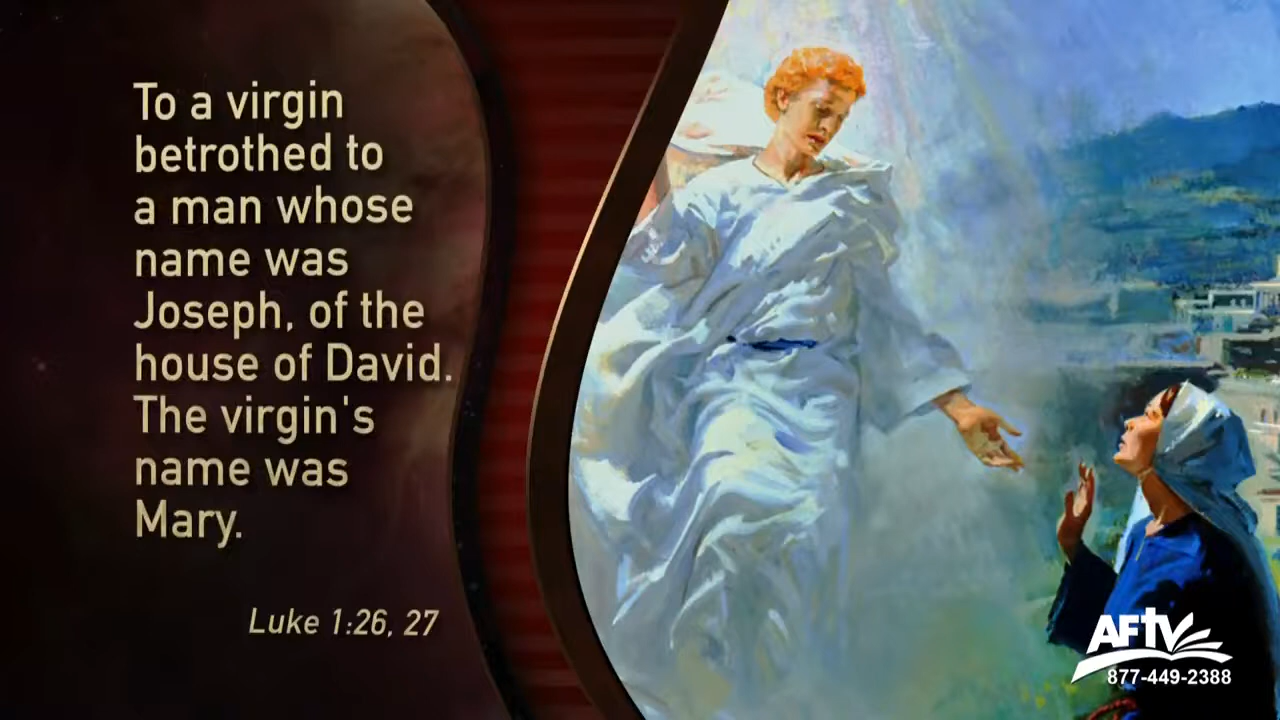 To a virgin
betrothed to
a man whose
name was
Joseph, of the
house of David.
The virgin's
name was
Mary.
Luke 1:26, 27
AFTV
877-449-2388